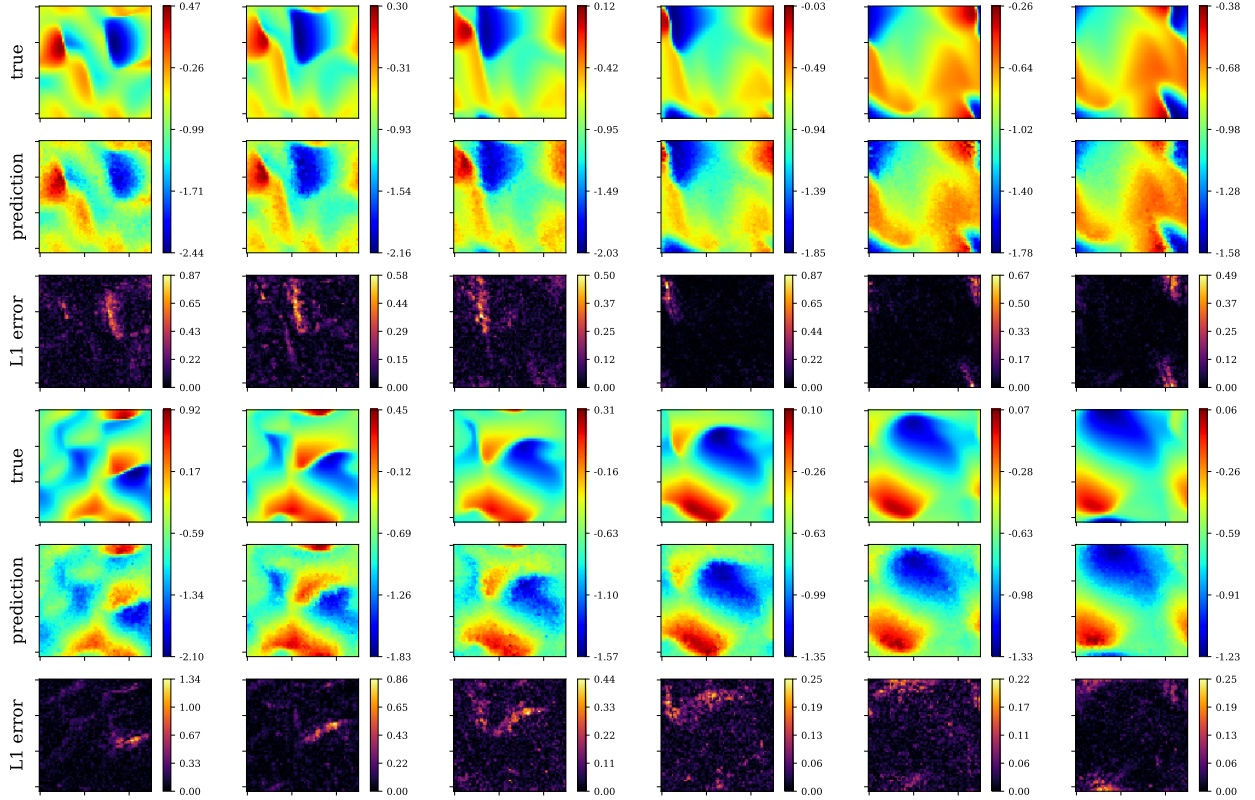 true
0.47 0.30 0.12 -0.03 -0.26 -0.38
-0.26 -0.31 -0.42 -0.49 -0.64 -0.68
-0.99 -0.93 -0.95 -0.94 -1.02 -0.98
prediction
-1.71 -1.54 -1.49 -1.39 -1.40 -1.28
-2.44 -2.16 -2.03 -1.85 -1.78 -1.58
L1 error
0.87 0.58 0.50 0.87 0.67 0.49
0.65 0.44 0.37 0.65 0.50 0.37
0.43 0.29 0.25 0.44 0.33 0.24
0.22 0.15 0.12 0.22 0.17 0.12
0.00 0.00 0.00 0.00 0.00 0.00
true
0.92 0.45 0.31 0.10 0.07 0.06
0.17 -0.12 -0.16 -0.26 -0.28 -0.26
-0.59 -0.69 -0.63 -0.63 -0.63 -0.59
prediction
-1.34 -1.26 -1.10 -0.99 -0.98 -0.91
-2.10 -1.83 -1.57 -1.35 -1.33 -1.23
L1 error
1.34 0.86 0.44 0.25 0.22 0.25
1.00 0.65 0.33 0.19 0.17 0.19
0.67 0.43 0.22 0.13 0.11 0.13
0.33 0.22 0.11 0.06 0.06 0.06
0.00 0.00 0.00 0.00 0.00 0.00